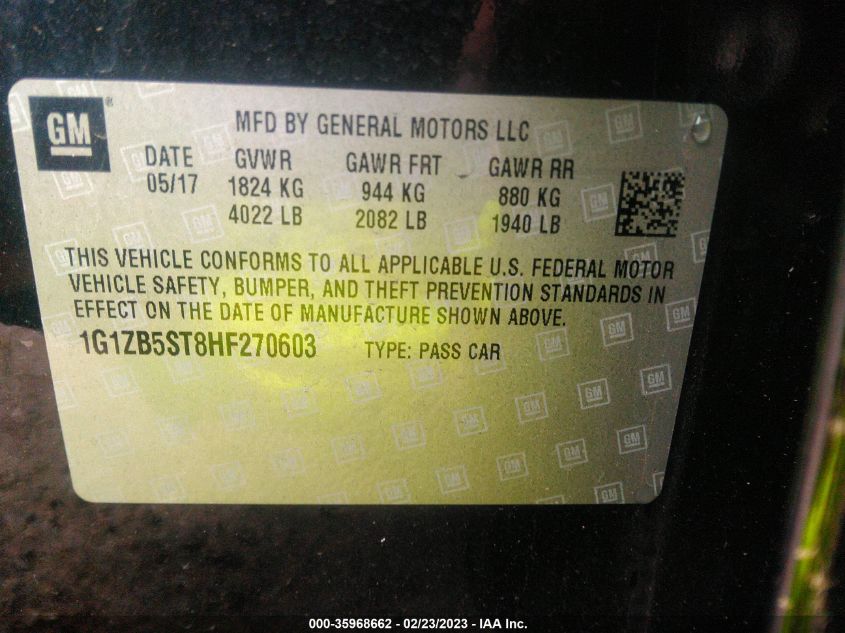 GM ®
MFD BY GENERAL MOTORS LLC
DATE GVWR GAWR FRT GAWR RR
05/17 1824 KG 944 KG 880 KG
4022 LB 2082 LB 1940 LB
THIS VEHICLE CONFORMS TO ALL APPLICABLE U.S. FEDERAL MOTOR
VEHICLE SAFETY, BUMPER, AND THEFT PREVENTION STANDARDS IN
EFFECT ON THE DATE OF MANUFACTURE SHOWN ABOVE.
1G1ZB5ST8HF270603 TYPE: PASS CAR
000-35968662 - 02/23/2023 - IAA Inc.